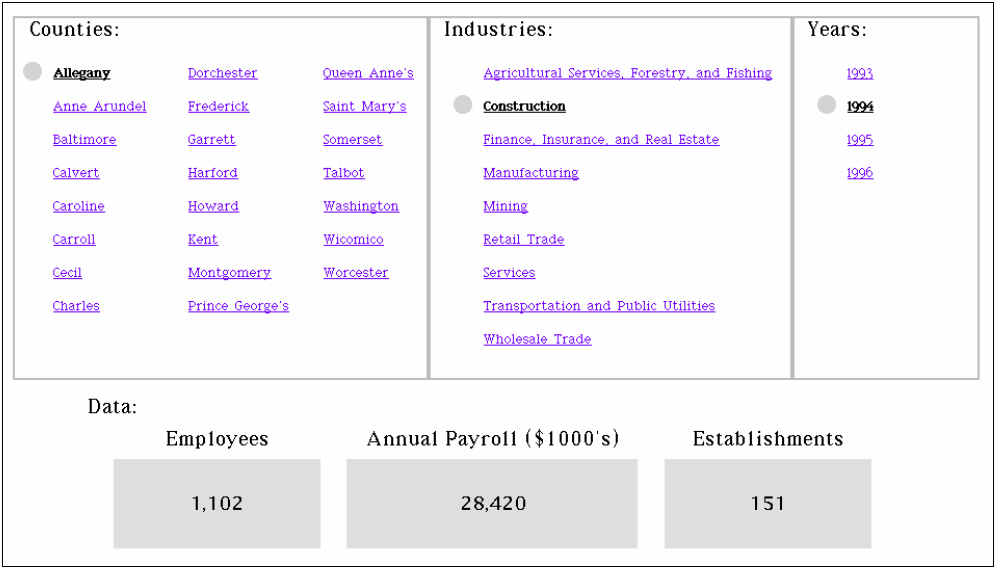 Counties:
Allegany Dorchester Queen Anne's
Anne Arundel Frederick Saint Mary's
Baltimore Garrett Somerset
Calvert Harford Talbot
Caroline Howard Washington
Carroll Kent Wicomico
Cecil Montgomery Worcester
Charles Prince George's
Industries:
Agricultural Services, Forestry, and Fishing
Construction
Finance, Insurance, and Real Estate
Manufacturing
Mining
Retail Trade
Services
Transportation and Public Utilities
Wholesale Trade
Years:
1993
1994
1995
1996
Data:
Employees Annual Payroll ($1000's) Establishments
1,102 28,420 151